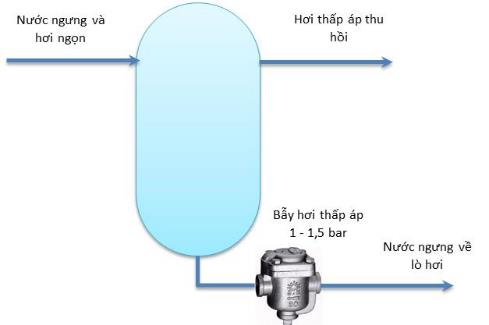 Nước ngưng và
hơi ngọn
Hơi thấp áp thu
hồi
Bẫy hơi thấp áp
1 - 1,5 bar
Nước ngưng về
lò hơi